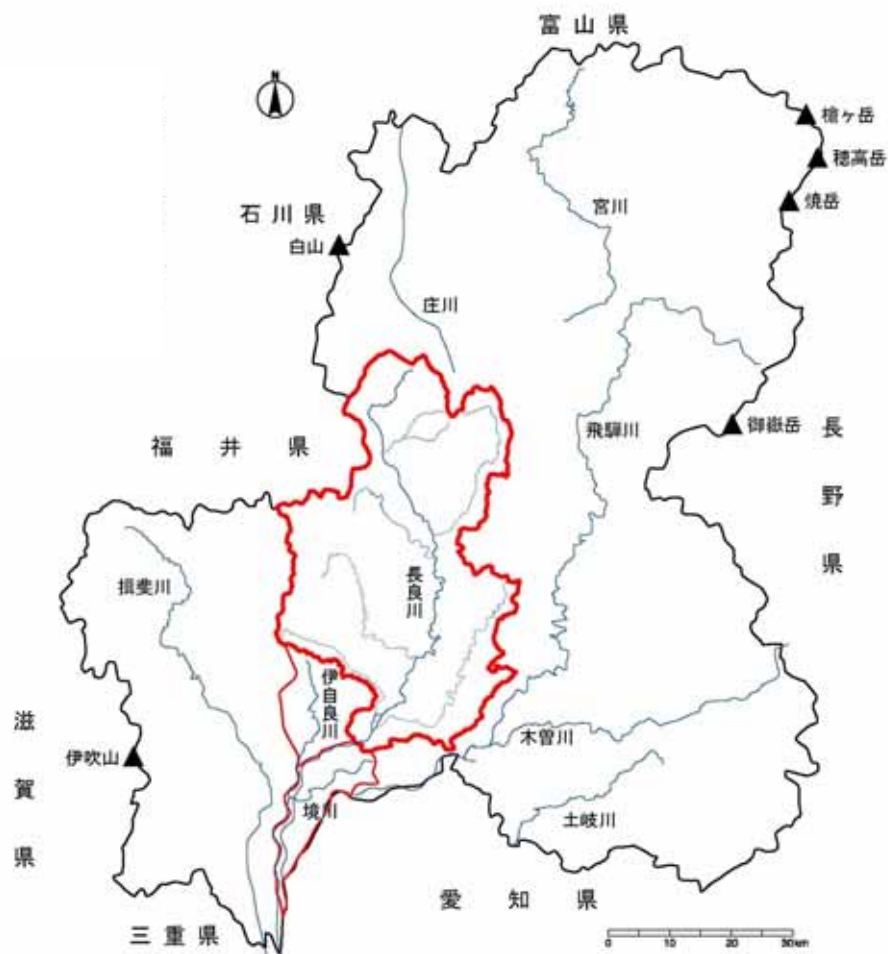 富山県
N
槍ヶ岳
穂高岳
焼岳
石川県
白山
宮川
庄川
御嶽岳
長野県
飛騨川
福井県
揖斐川
長良川
伊自良川
滋賀県
伊吹山
木曽川
境川
土岐川
愛知県
三重県
0 10 20 30km